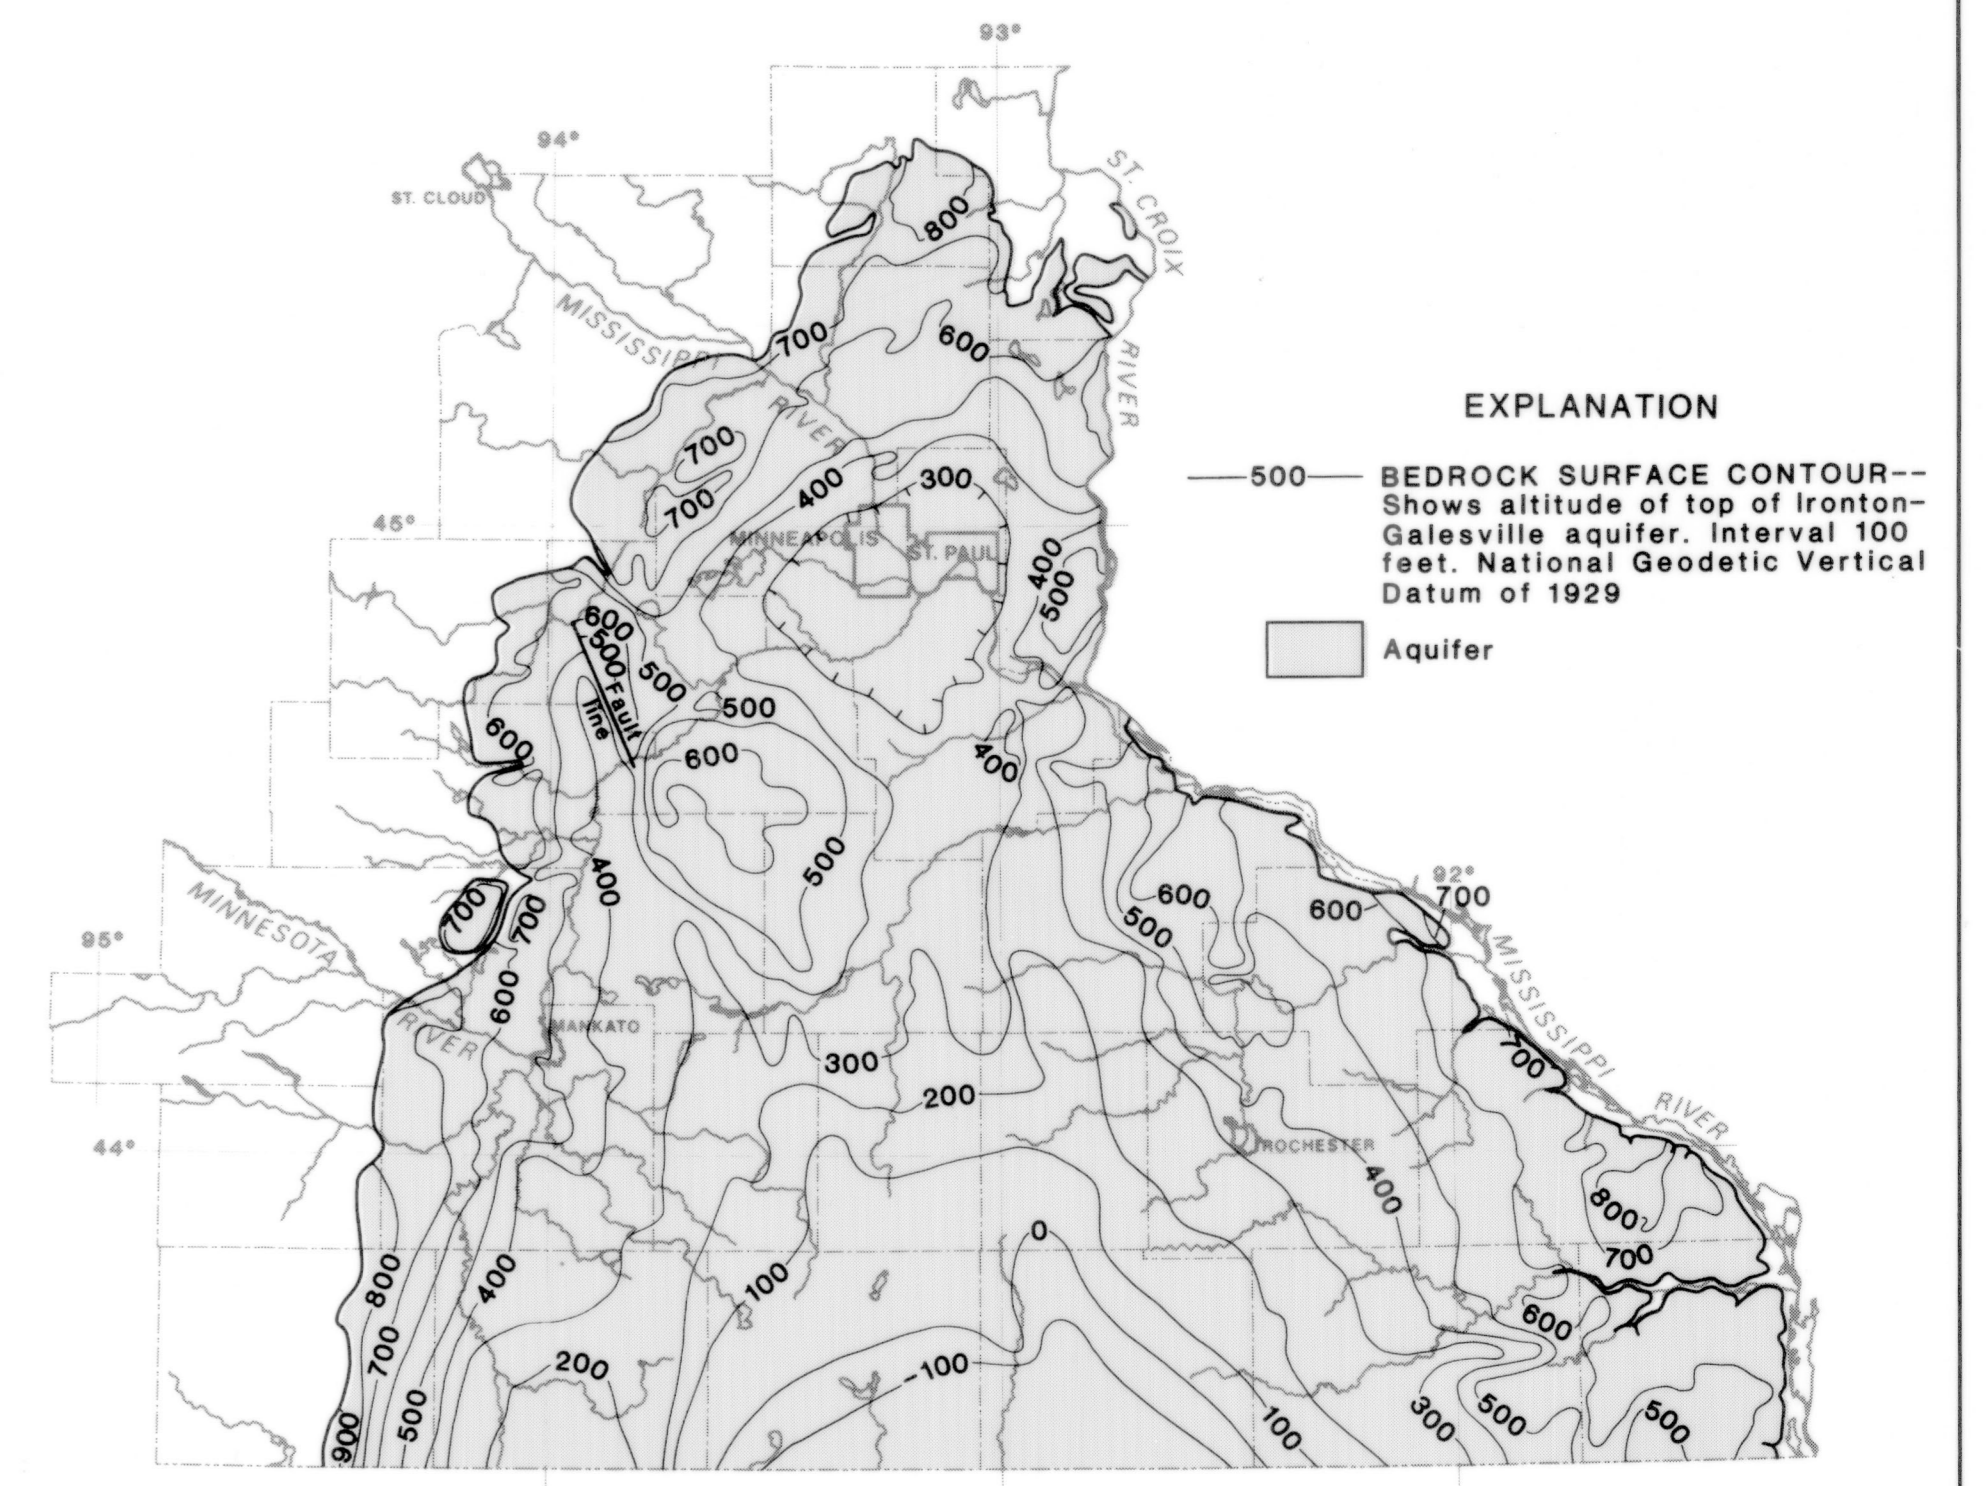 93°
94°
ST. CLOUD
ST. CROIX
800
MISSISSIPPI
700
600
RIVER
RIVER
EXPLANATION
700
300
400
—500— BEDROCK SURFACE CONTOUR--
Shows altitude of top of Ironton-
Galesville aquifer. Interval 100
feet. National Geodetic Vertical
Datum of 1929
700
45°
MINNEAPOLIS
ST. PAUL
400
500
600
Aquifer
500
500
Fault
line
500
600
600
400
500
400
92°
700
600
600
700
MINNESOTA
700
500
95°
MISSISSIPPI
600
RIVER
MANKATO
300
700
200
RIVER
44°
ROCHESTER
400
800
0
700
800
400
100
600
700
200
-100
500
300
500
500
900
100